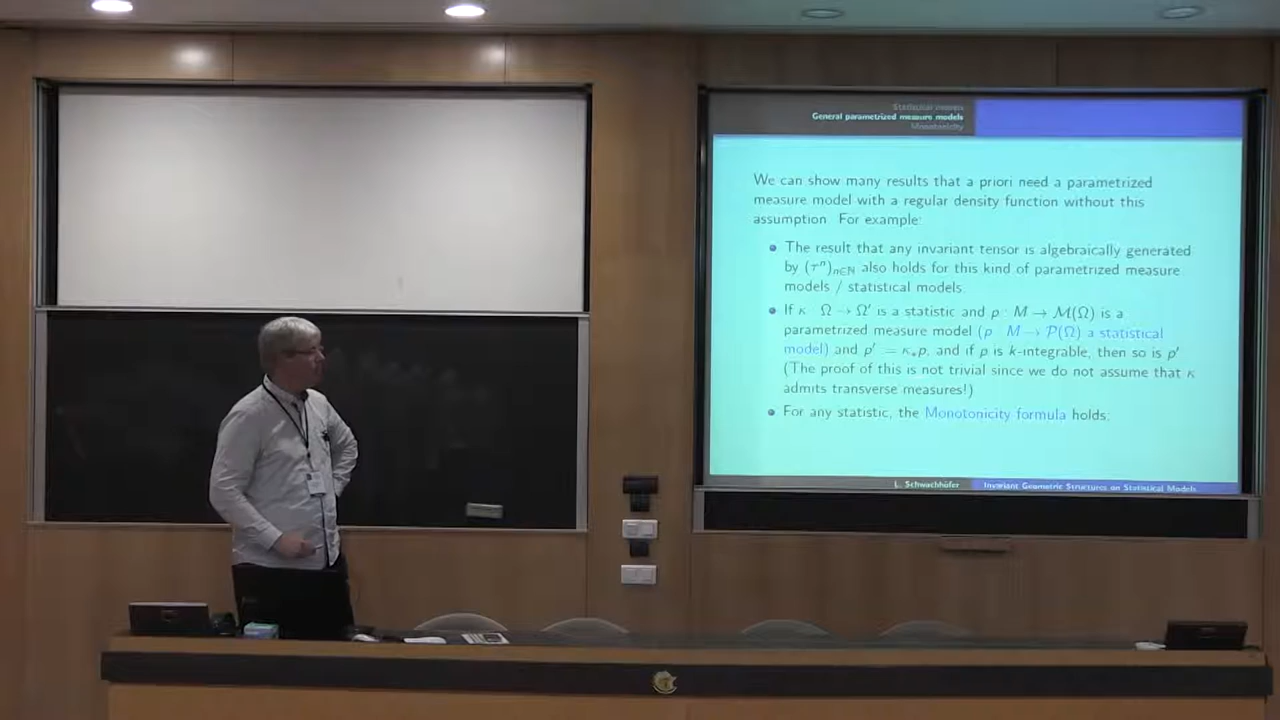 Statistical models
General parametrized measure models
Monotonicity
We can show many results that a priori need a parametrized
measure model with a regular density function without this
assumption. For example:
The result that any invariant tensor is algebraically generated
by (τⁿ)ₙ∈ℕ also holds for this kind of parametrized measure
models / statistical models
If κ : Ω → Ω′ is a statistic and p : M → M(Ω) is a
parametrized measure model (p : M → P(Ω) a statistical
model) and p′ = κ∗p, and if p is k-integrable, then so is p′
(The proof of this is not trivial since we do not assume that κ
admits transverse measures!)
For any statistic, the Monotonicity formula holds:
L. Schwachhöfer Invariant Geometric Structures on Statistical Models